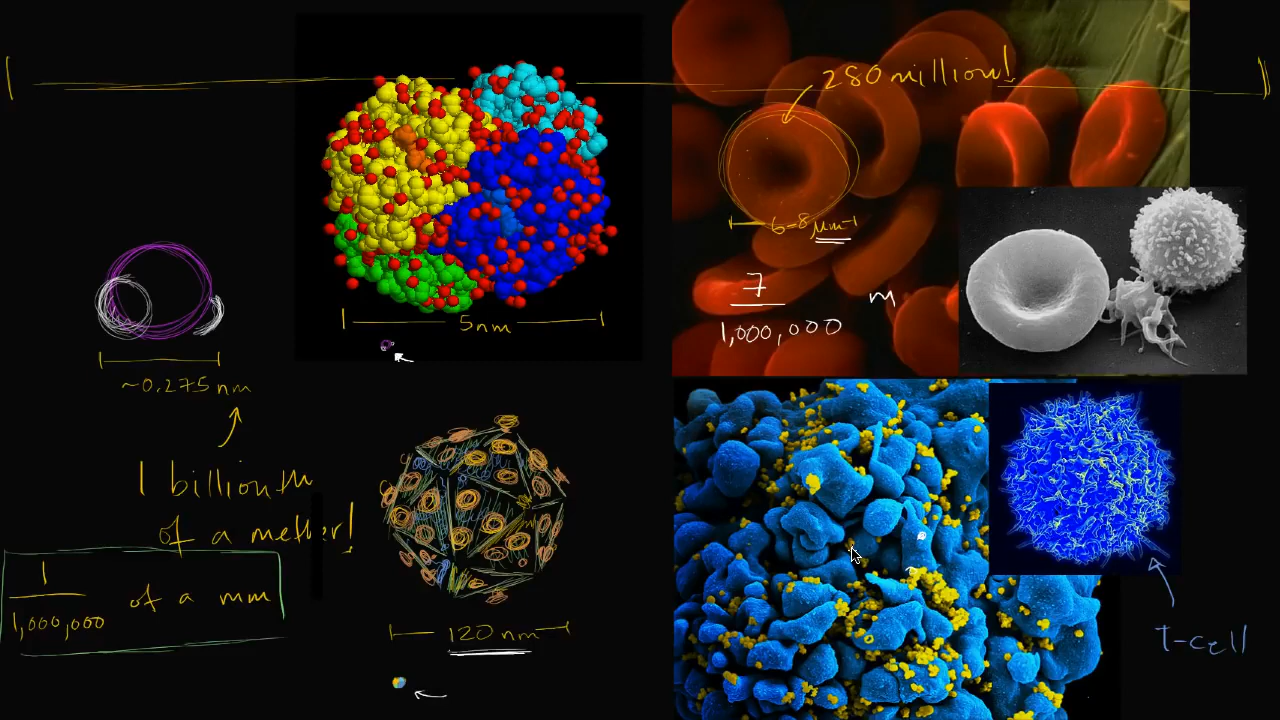 280 million!
6-8 μm
7
1,000,000
m
5nm
~0.275 nm
1 billionth
of a metter!
1
1,000,000
of a mm
120 nm
T-cell